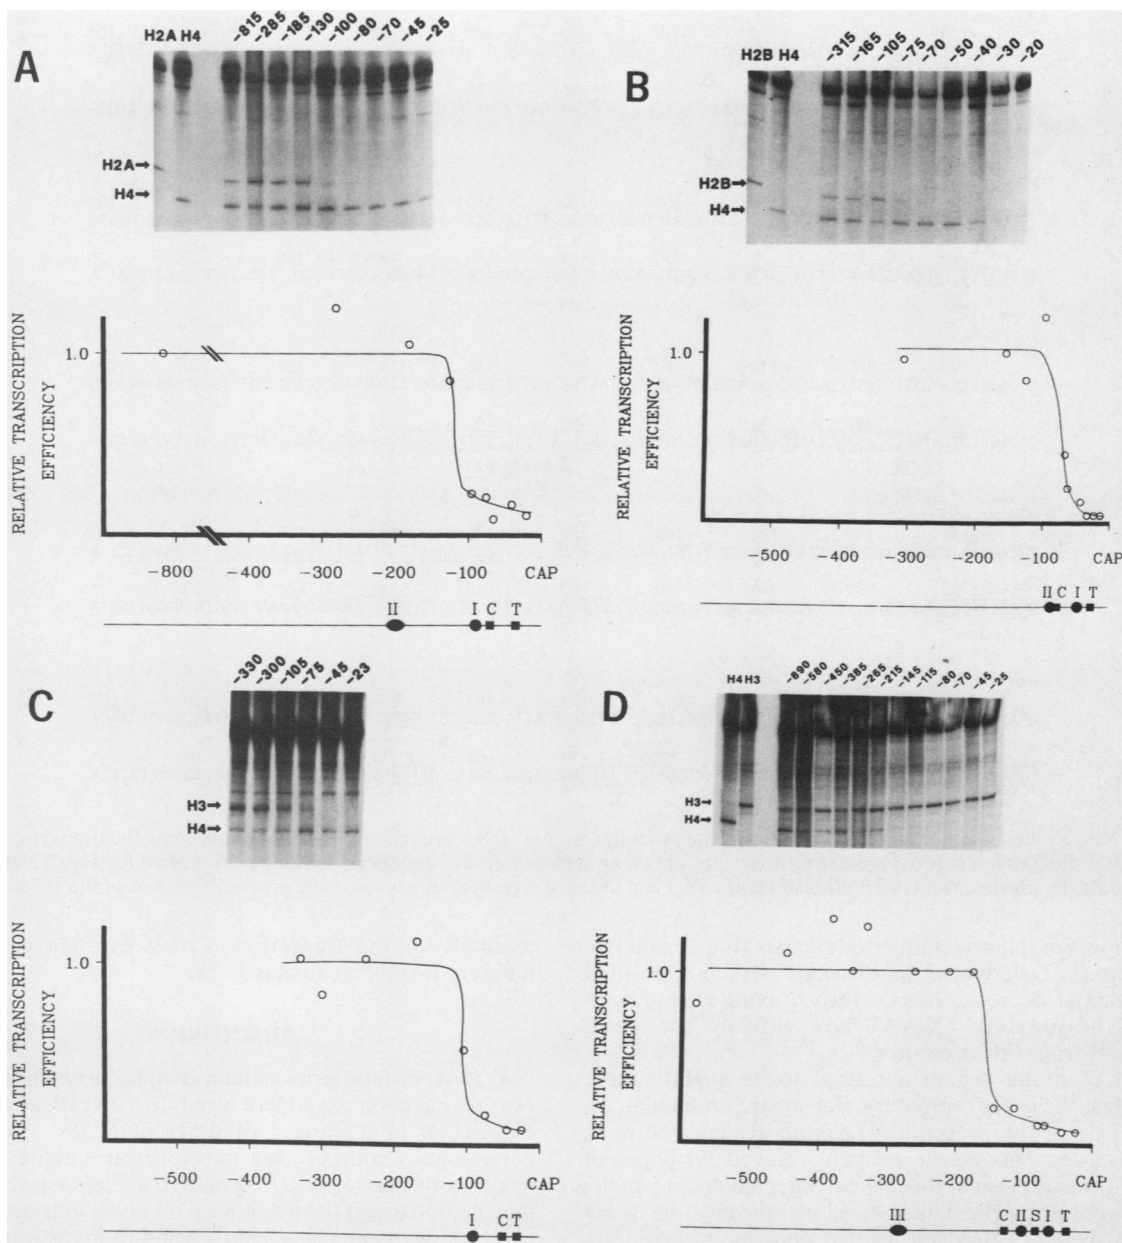 A
H2A H4
-815 -285 -185 -130 -100 -80 -70 -45 -25
H2A→
H4→
RELATIVE TRANSCRIPTION
EFFICIENCY
1.0
-800 -300 -200 -100 CAP
II I C T
B
H2B H4
-315 -165 -105 -75 -70 -50 -40 -30 -20
H2B→
H4→
RELATIVE TRANSCRIPTION
EFFICIENCY
1.0
-500 -400 -300 -200 -100 CAP
II C I T
C
-330 -300 -105 -75 -45 -23
H3→
H4→
RELATIVE TRANSCRIPTION
EFFICIENCY
1.0
-500 -400 -300 -200 -100 CAP
I C T
D
H4 H3
-890 -580 -450 -385 -265 -215 -145 -115 -80 -70 -45 -25
H3→
H4→
RELATIVE TRANSCRIPTION
EFFICIENCY
1.0
-500 -400 -300 -200 -100 CAP
III C II S I T